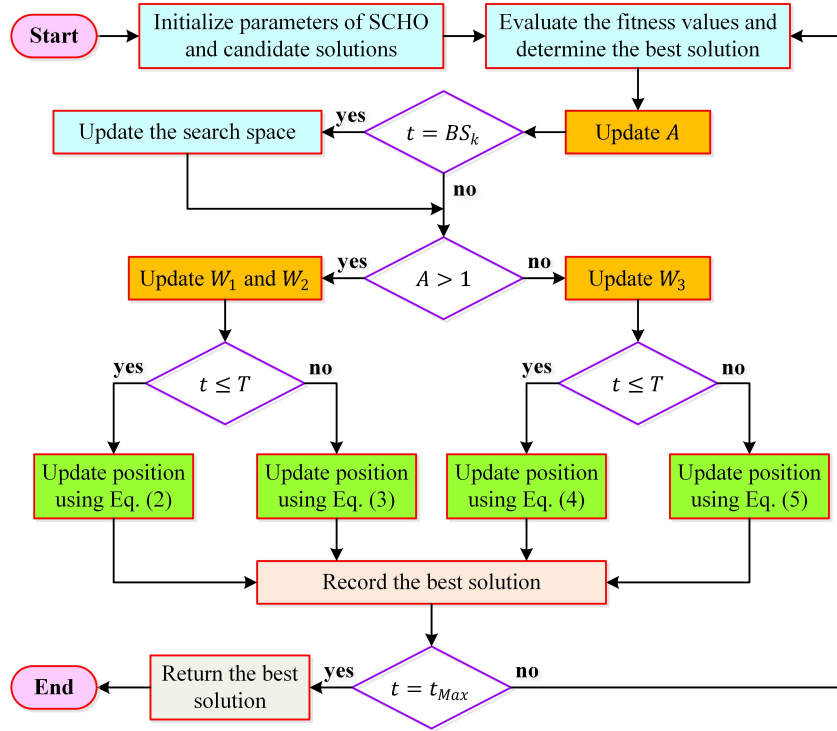 Start
Initialize parameters of SCHO
and candidate solutions
Evaluate the fitness values and
determine the best solution
Update the search space
yes
t = BS_k
Update A
no
Update W_1 and W_2
yes
A > 1
no
Update W_3
yes
t ≤ T
no
yes
t ≤ T
no
Update position
using Eq. (2)
Update position
using Eq. (3)
Update position
using Eq. (4)
Update position
using Eq. (5)
Record the best solution
End
Return the best
solution
yes
t = t_Max
no